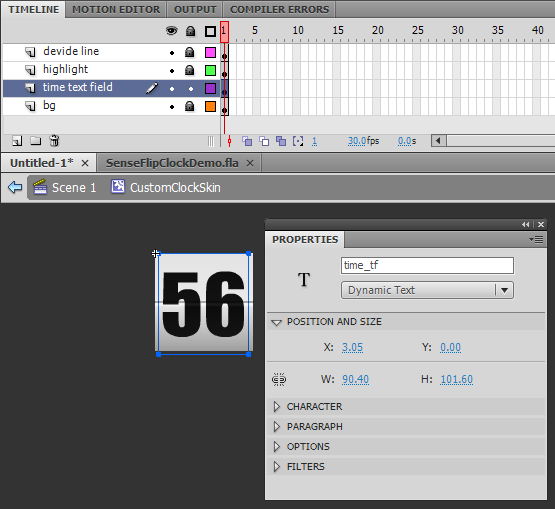 TIMELINE MOTION EDITOR OUTPUT COMPILER ERRORS
1 5 10 15 20 25 30 35 40
devide line
highlight
time text field
bg
1 30.0fps 0.0s
Untitled-1* × SenseFlipClockDemo.fla ×
Scene 1 CustomClockSkin
56
PROPERTIES
T time_tf
Dynamic Text
POSITION AND SIZE
X: 3.05 Y: 0.00
W: 90.40 H: 101.60
CHARACTER
PARAGRAPH
OPTIONS
FILTERS